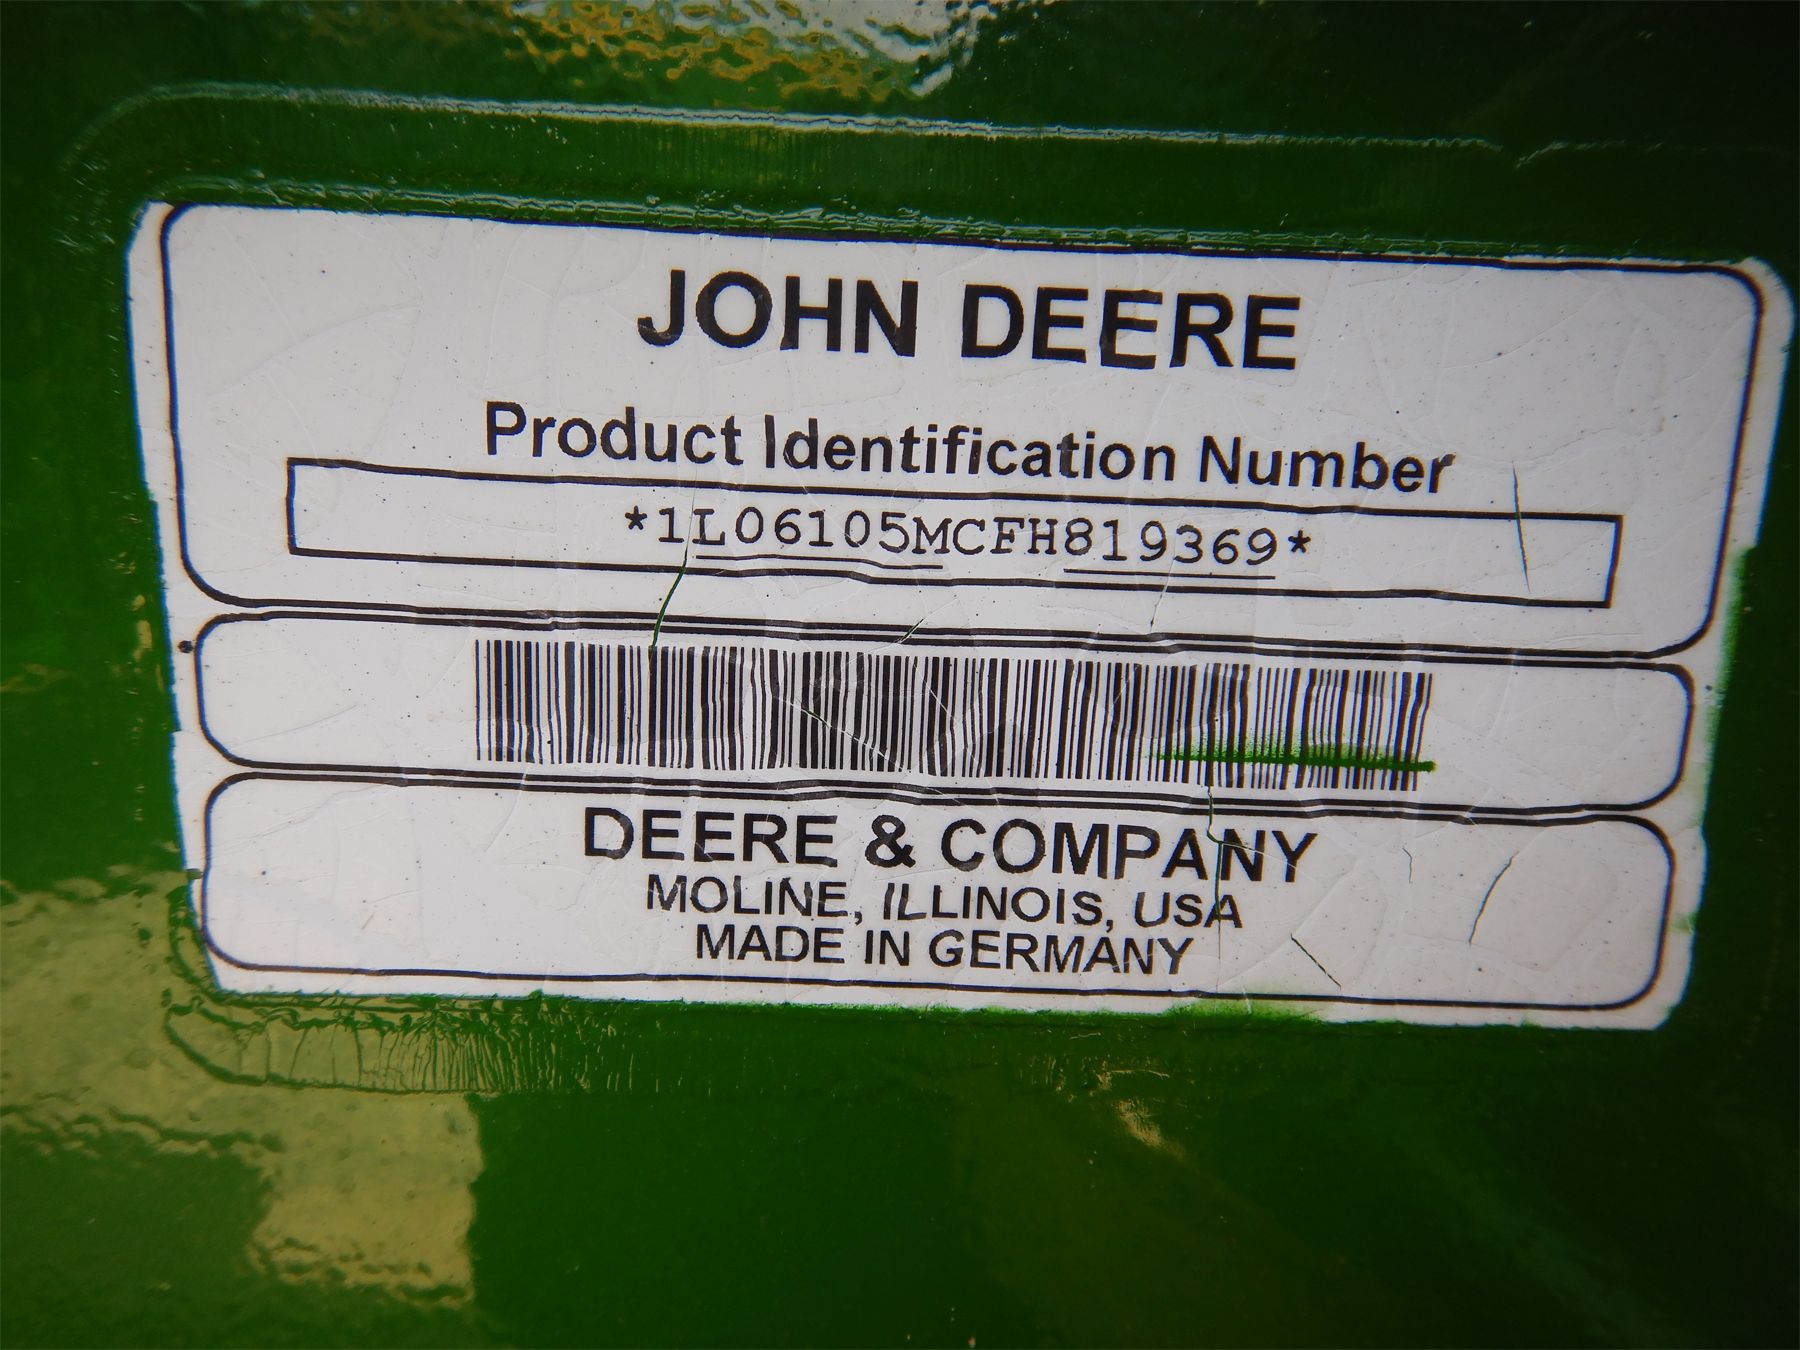 JOHN DEERE
Product Identification Number
*1L06105MCFH819369*
DEERE & COMPANY
MOLINE, ILLINOIS, USA
MADE IN GERMANY